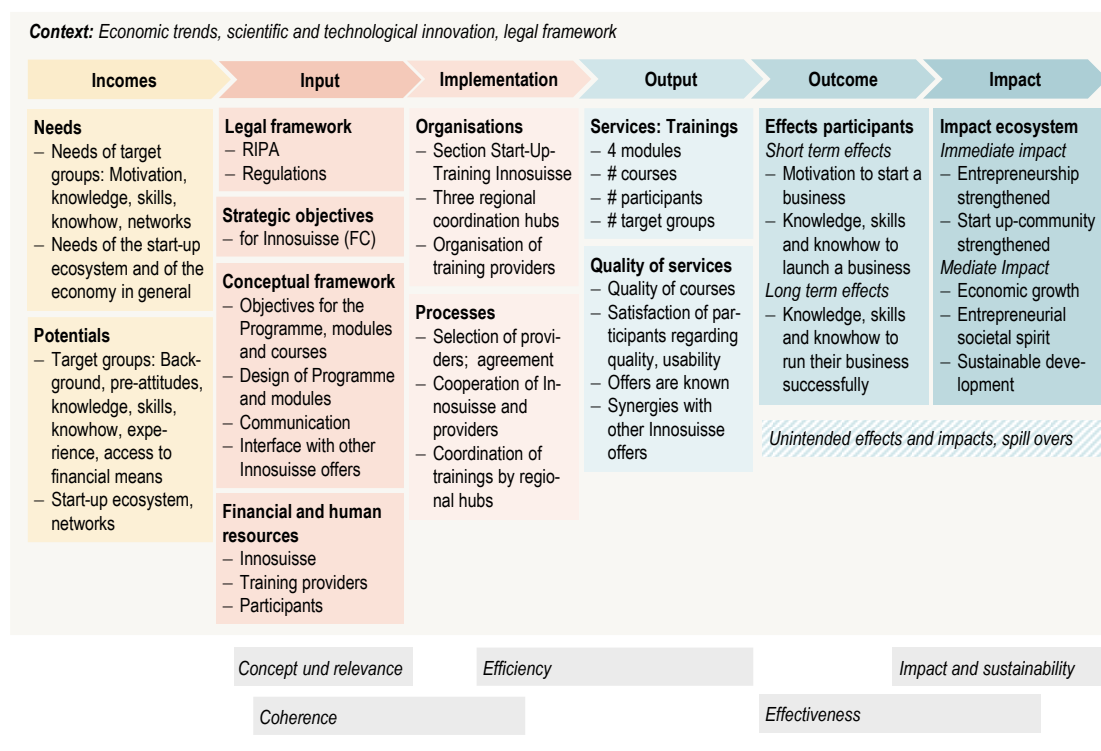 Context: Economic trends, scientific and technological innovation, legal framework
Incomes
Input
Implementation
Output
Outcome
Impact
Needs
– Needs of target
groups: Motivation,
knowledge, skills,
knowhow, networks
– Needs of the start-up
ecosystem and of the
economy in general
Potentials
– Target groups: Back-
ground, pre-attitudes,
knowledge, skills,
knowhow, expe-
rience, access to
financial means
– Start-up ecosystem,
networks
Legal framework
– RIPA
– Regulations
Strategic objectives
– for Innosuisse (FC)
Conceptual framework
– Objectives for the
Programme, modules
and courses
– Design of Programme
and modules
– Communication
– Interface with other
Innosuisse offers
Financial and human
resources
– Innosuisse
– Training providers
– Participants
Organisations
– Section Start-Up-
Training Innosuisse
– Three regional
coordination hubs
– Organisation of
training providers
Processes
– Selection of provi-
ders; agreement
– Cooperation of In-
nosuisse and
providers
– Coordination of
trainings by regio-
nal hubs
Services: Trainings
– 4 modules
– # courses
– # participants
– # target groups
Quality of services
– Quality of courses
– Satisfaction of par-
ticipants regarding
quality, usability
– Offers are known
– Synergies with
other Innosuisse
offers
Effects participants
Short term effects
– Motivation to start a
business
– Knowledge, skills
and knowhow to
launch a business
Long term effects
– Knowledge, skills
and knowhow to
run their business
successfully
Impact ecosystem
Immediate impact
– Entrepreneurship
strengthened
– Start up-community
strengthened
Mediate Impact
– Economic growth
– Entrepreneurial
societal spirit
– Sustainable deve-
lopment
Unintended effects and impacts, spill overs
Concept und relevance
Efficiency
Impact and sustainability
Coherence
Effectiveness